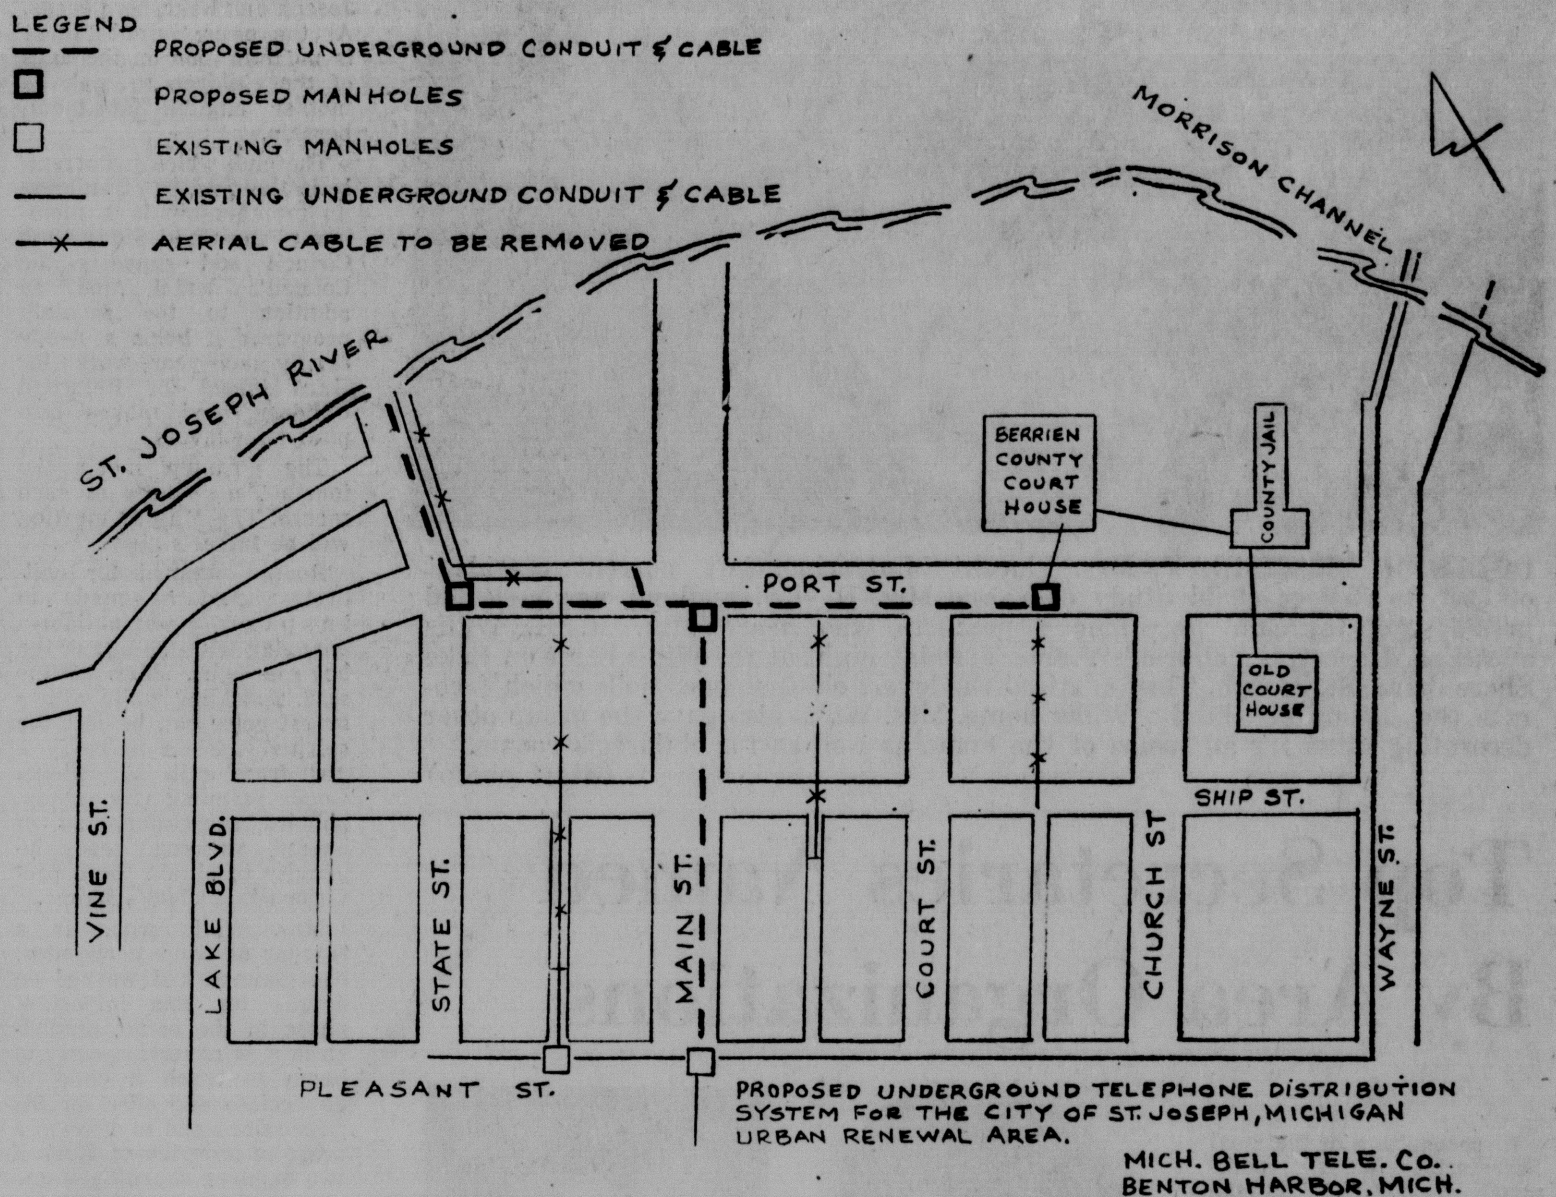 LEGEND
PROPOSED UNDERGROUND CONDUIT & CABLE
PROPOSED MANHOLES
EXISTING MANHOLES
EXISTING UNDERGROUND CONDUIT & CABLE
AERIAL CABLE TO BE REMOVED
MORRISON CHANNEL
ST. JOSEPH RIVER
BERRIEN
COUNTY
COURT
HOUSE
COUNTY JAIL
PORT ST.
OLD
COURT
HOUSE
SHIP ST.
VINE ST.
LAKE BLVD.
STATE ST.
MAIN ST.
COURT ST.
CHURCH ST
WAYNE ST.
PLEASANT ST.
PROPOSED UNDERGROUND TELEPHONE DISTRIBUTION
SYSTEM FOR THE CITY OF ST. JOSEPH, MICHIGAN
URBAN RENEWAL AREA.
MICH. BELL TELE. CO.
BENTON HARBOR, MICH.